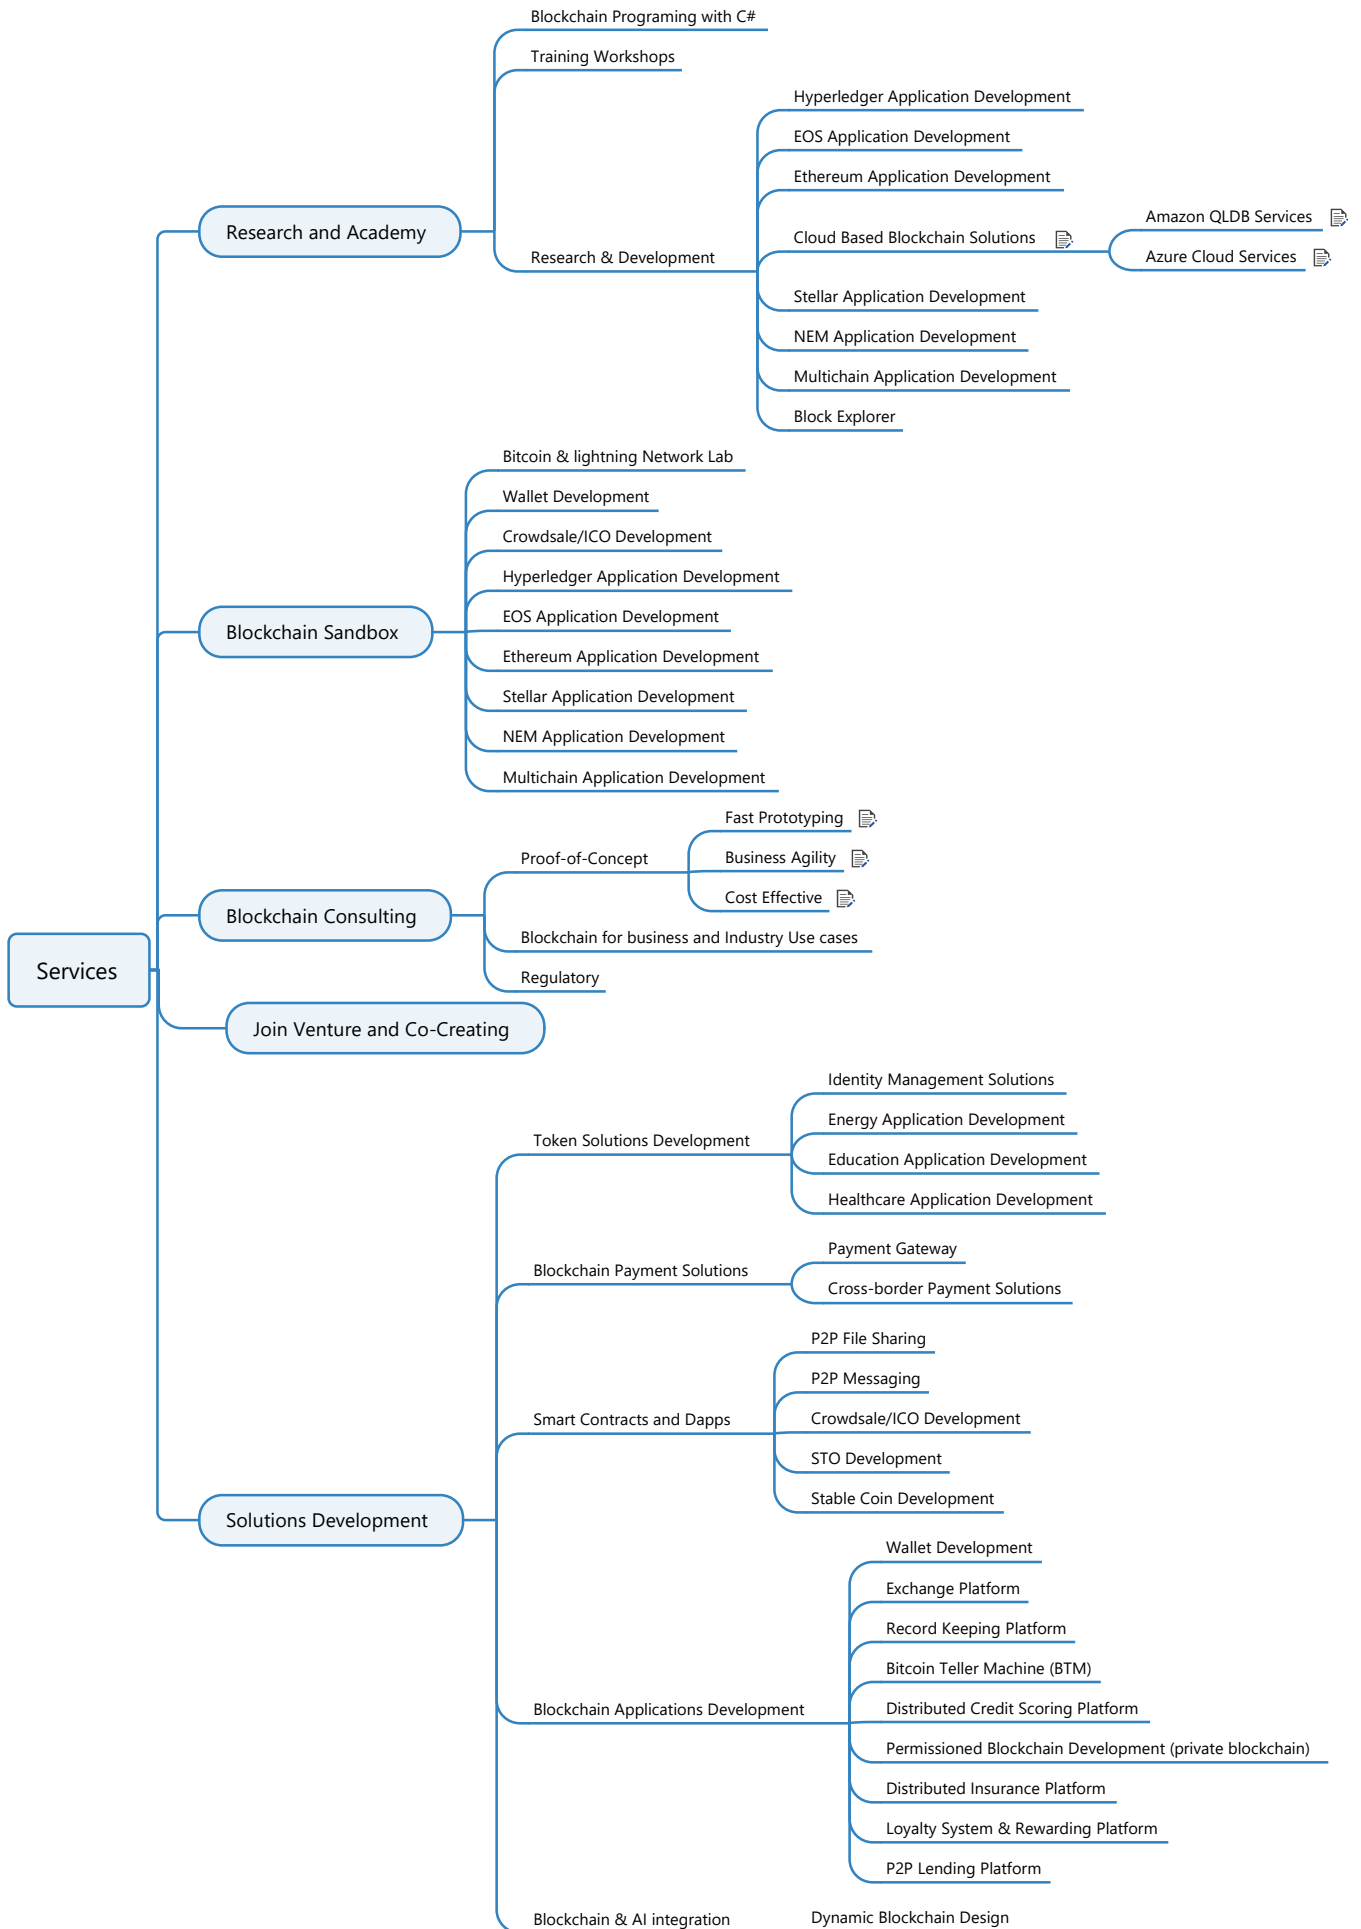 Services
Research and Academy
Blockchain Programing with C#
Training Workshops
Research & Development
Hyperledger Application Development
EOS Application Development
Ethereum Application Development
Cloud Based Blockchain Solutions
Amazon QLDB Services
Azure Cloud Services
Stellar Application Development
NEM Application Development
Multichain Application Development
Block Explorer
Blockchain Sandbox
Bitcoin & lightning Network Lab
Wallet Development
Crowdsale/ICO Development
Hyperledger Application Development
EOS Application Development
Ethereum Application Development
Stellar Application Development
NEM Application Development
Multichain Application Development
Blockchain Consulting
Proof-of-Concept
Fast Prototyping
Business Agility
Cost Effective
Blockchain for business and Industry Use cases
Regulatory
Join Venture and Co-Creating
Solutions Development
Token Solutions Development
Identity Management Solutions
Energy Application Development
Education Application Development
Healthcare Application Development
Blockchain Payment Solutions
Payment Gateway
Cross-border Payment Solutions
Smart Contracts and Dapps
P2P File Sharing
P2P Messaging
Crowdsale/ICO Development
STO Development
Stable Coin Development
Blockchain Applications Development
Wallet Development
Exchange Platform
Record Keeping Platform
Bitcoin Teller Machine (BTM)
Distributed Credit Scoring Platform
Permissioned Blockchain Development (private blockchain)
Distributed Insurance Platform
Loyalty System & Rewarding Platform
P2P Lending Platform
Blockchain & AI integration
Dynamic Blockchain Design